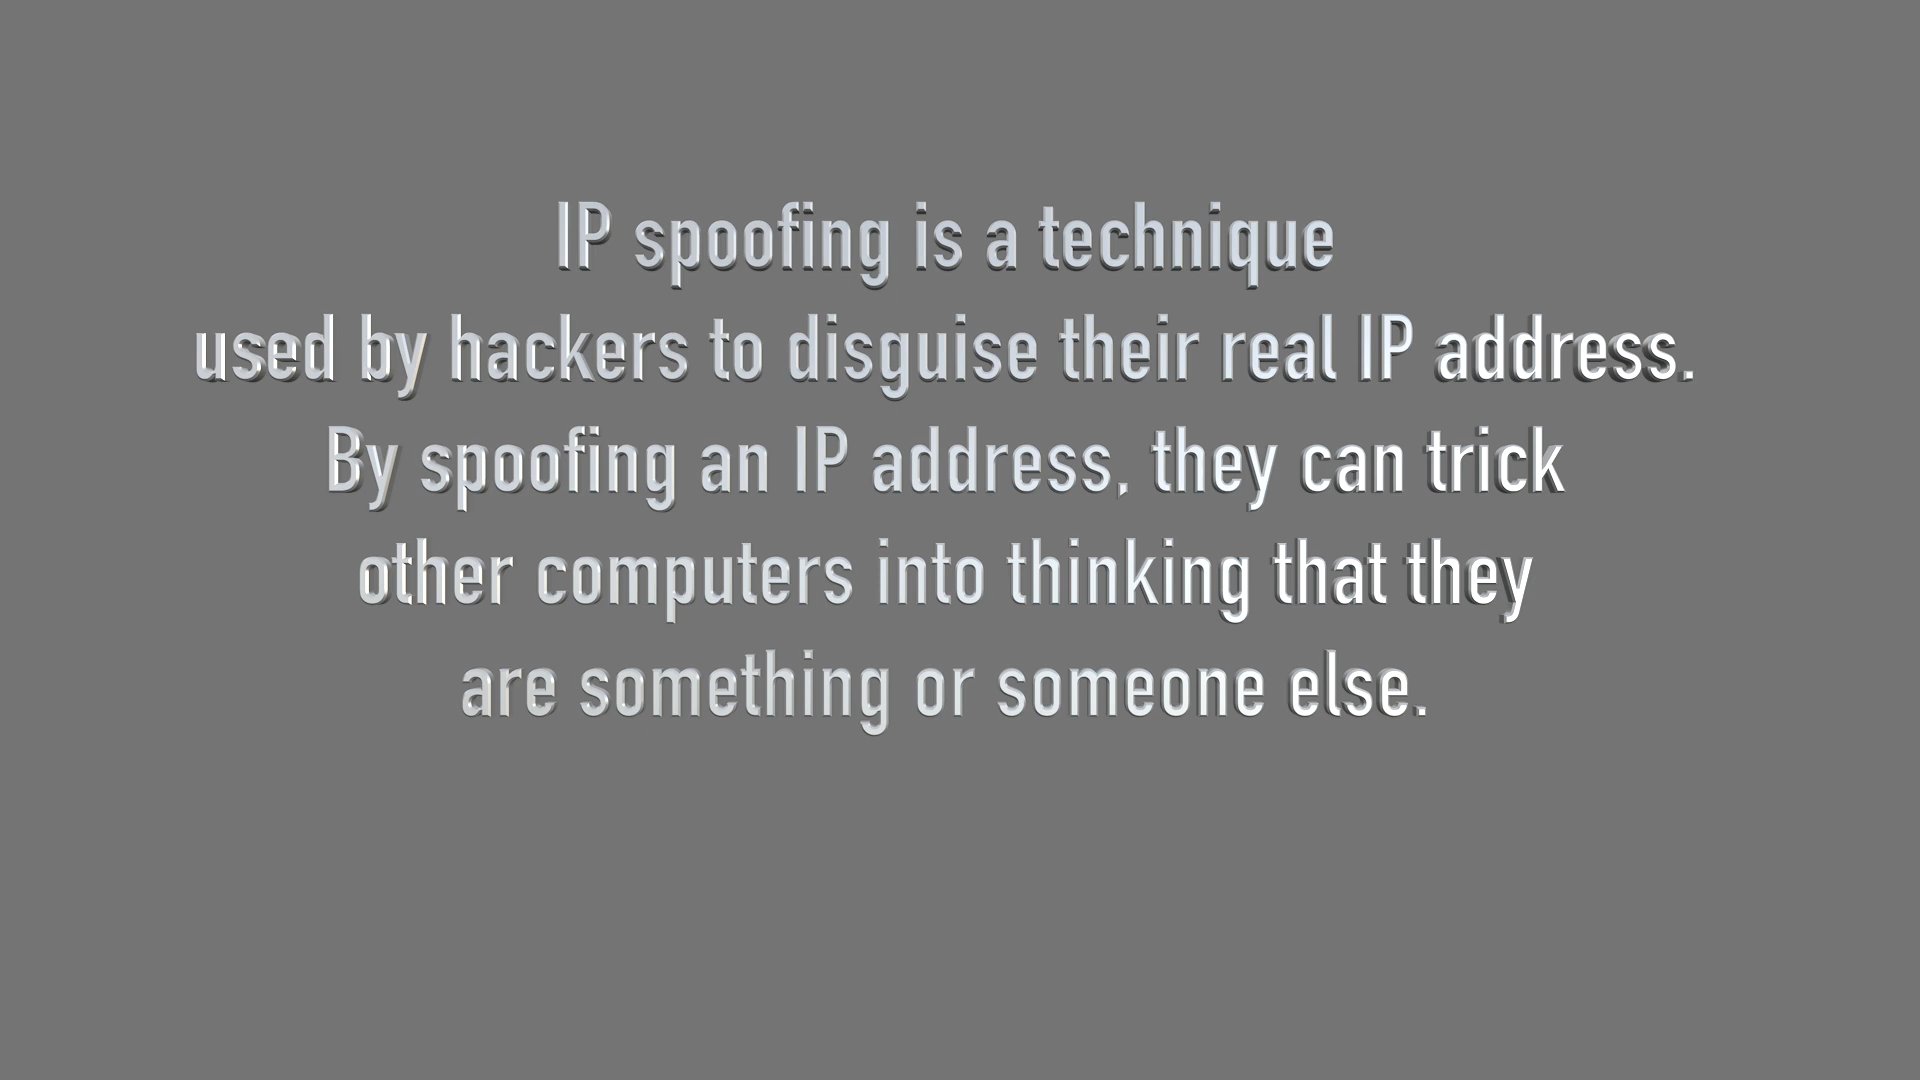 IP spoofing is a technique
used by hackers to disguise their real IP address.
By spoofing an IP address, they can trick
other computers into thinking that they
are something or someone else.